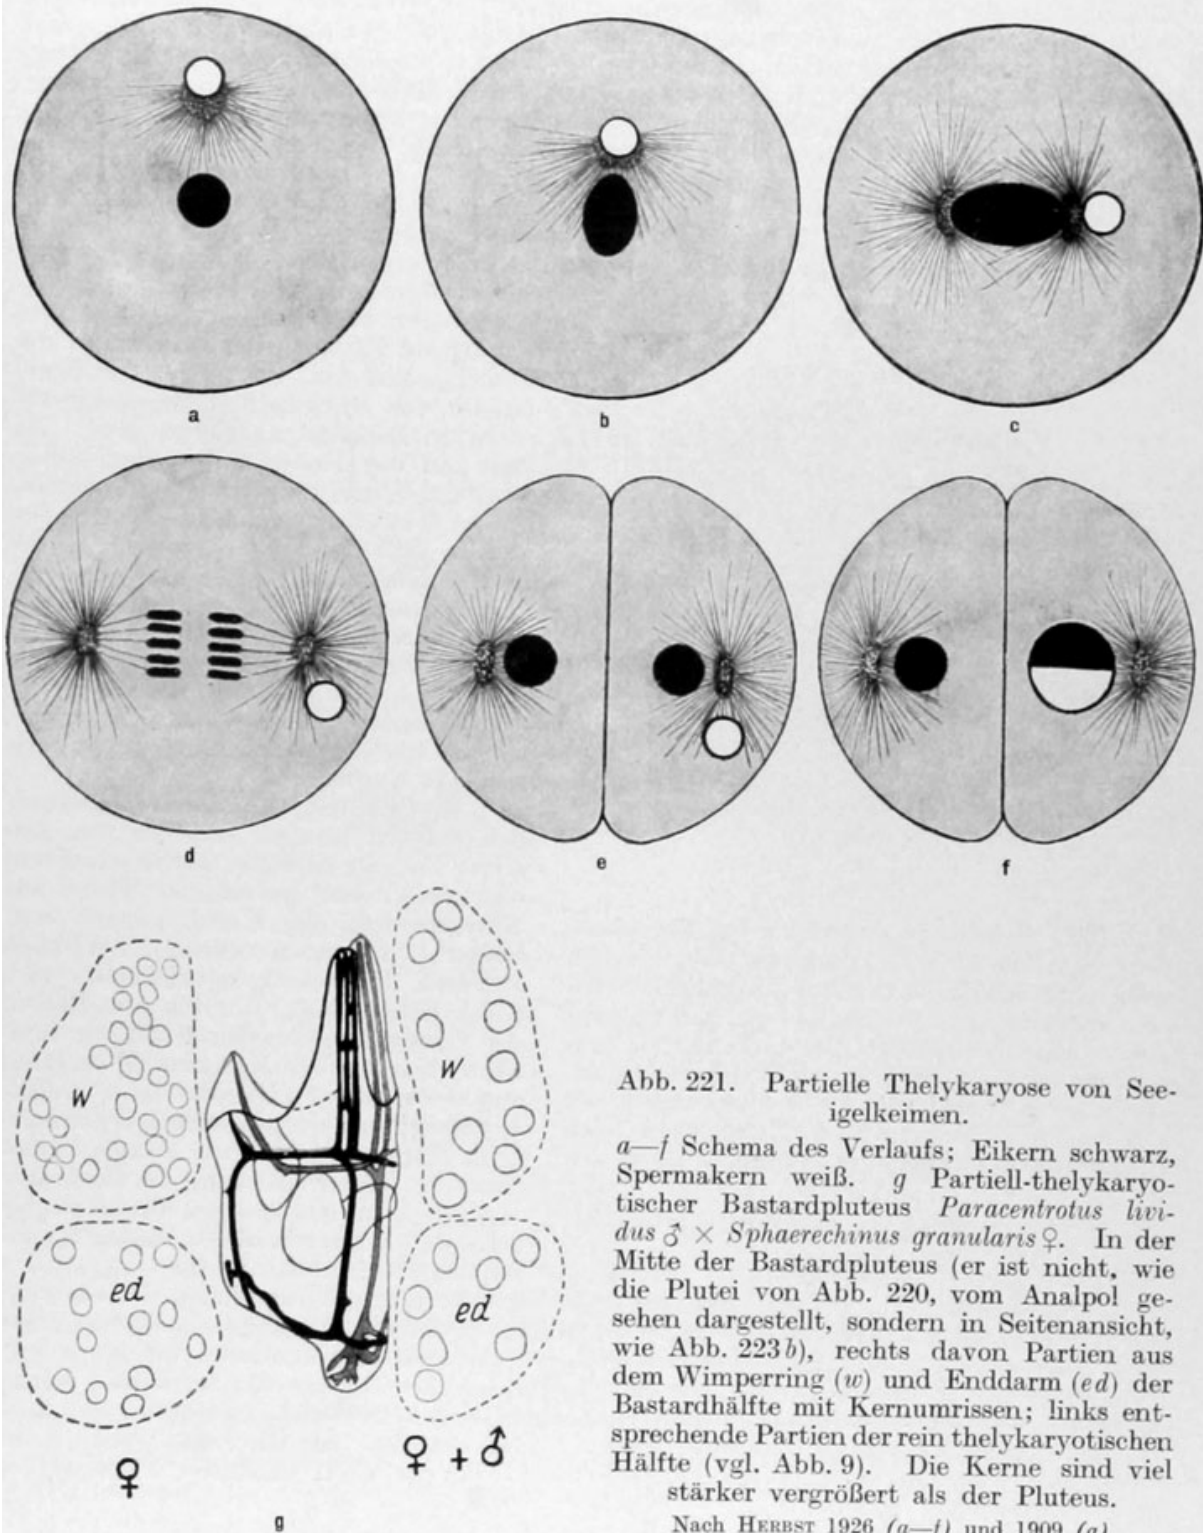 a
b
c
d
e
f
w
w
ed
ed
♀
♀ + ♂
g
Abb. 221. Partielle Thelykaryose von See-
igelkeimen.
a—f Schema des Verlaufs; Eikern schwarz,
Spermakern weiß. g Partiell-thelykaryo-
tischer Bastardpluteus Paracentrotus livi-
dus ♂ × Sphaerechinus granularis ♀. In der
Mitte der Bastardpluteus (er ist nicht, wie
die Plutei von Abb. 220, vom Analpol ge-
sehen dargestellt, sondern in Seitenansicht,
wie Abb. 223 b), rechts davon Partien aus
dem Wimperring (w) und Enddarm (ed) der
Bastardhälfte mit Kernumrissen; links ent-
sprechende Partien der rein thelykaryotischen
Hälfte (vgl. Abb. 9). Die Kerne sind viel
stärker vergrößert als der Pluteus.
Nach HERBST 1926 (a—f) und 1909 (g)